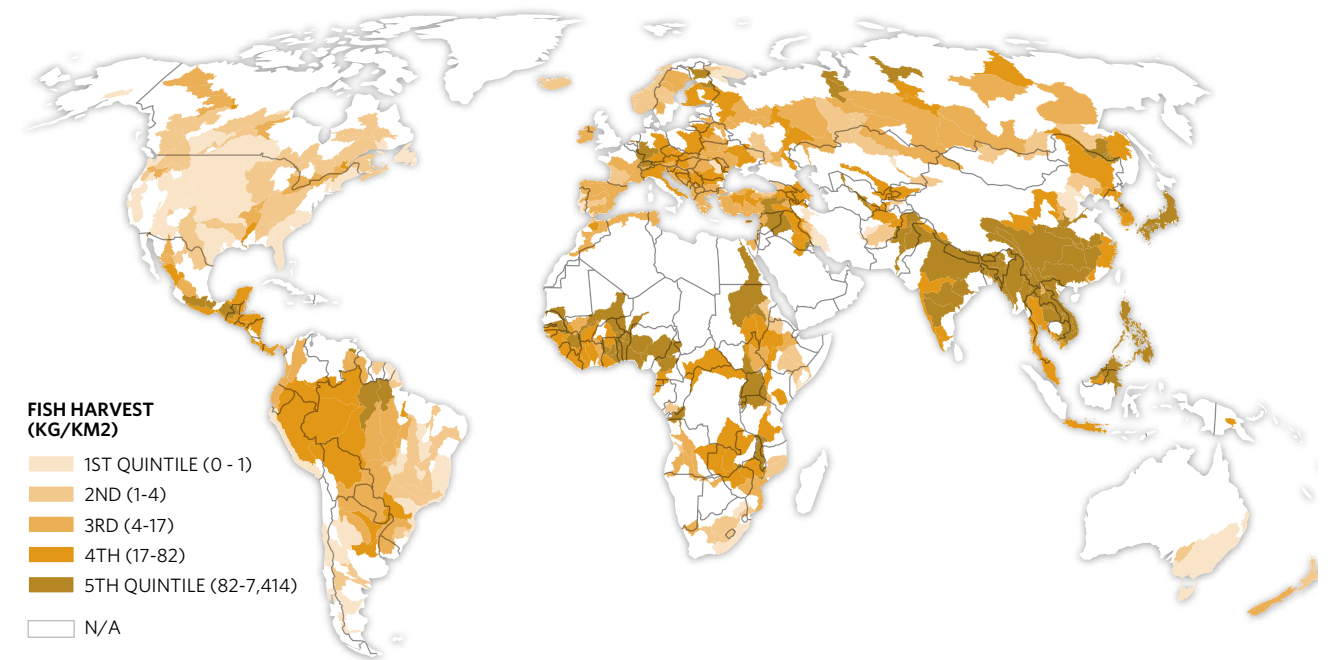 FISH HARVEST
(KG/KM2)
1ST QUINTILE (0 - 1)
2ND (1-4)
3RD (4-17)
4TH (17-82)
5TH QUINTILE (82-7,414)
N/A